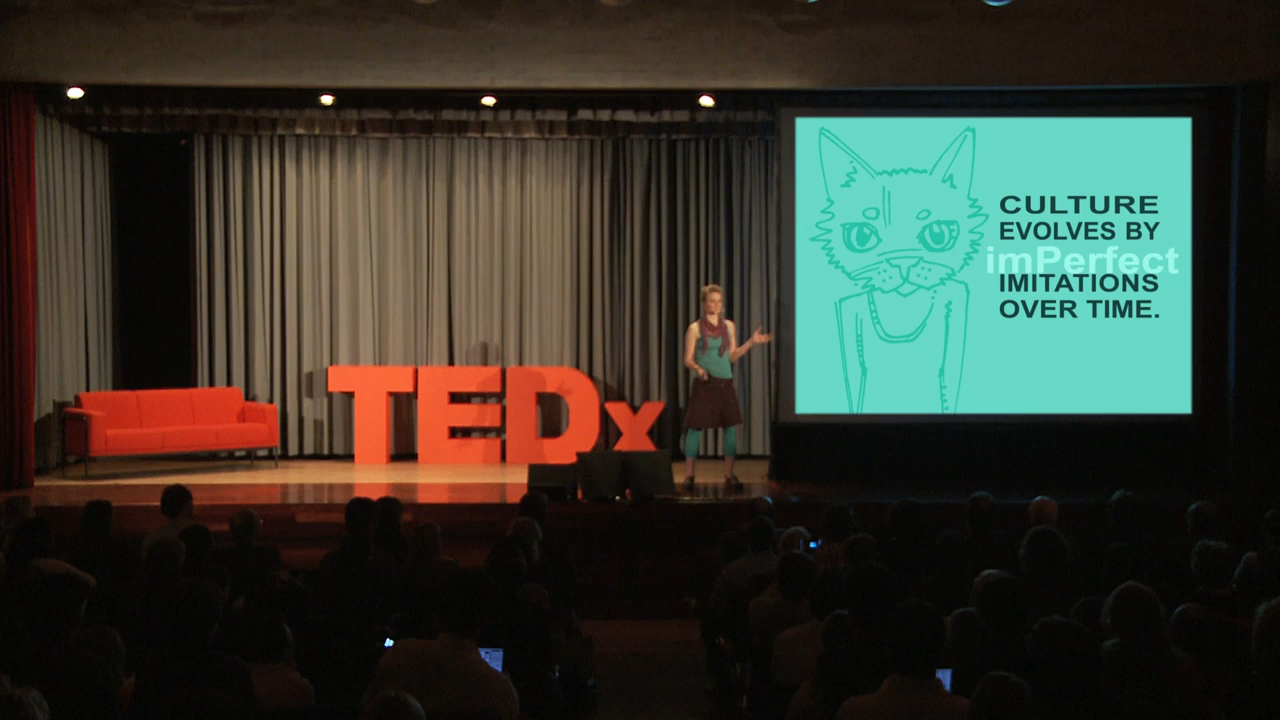 TEDx
CULTURE
EVOLVES BY
imPerfect
IMITATIONS
OVER TIME.